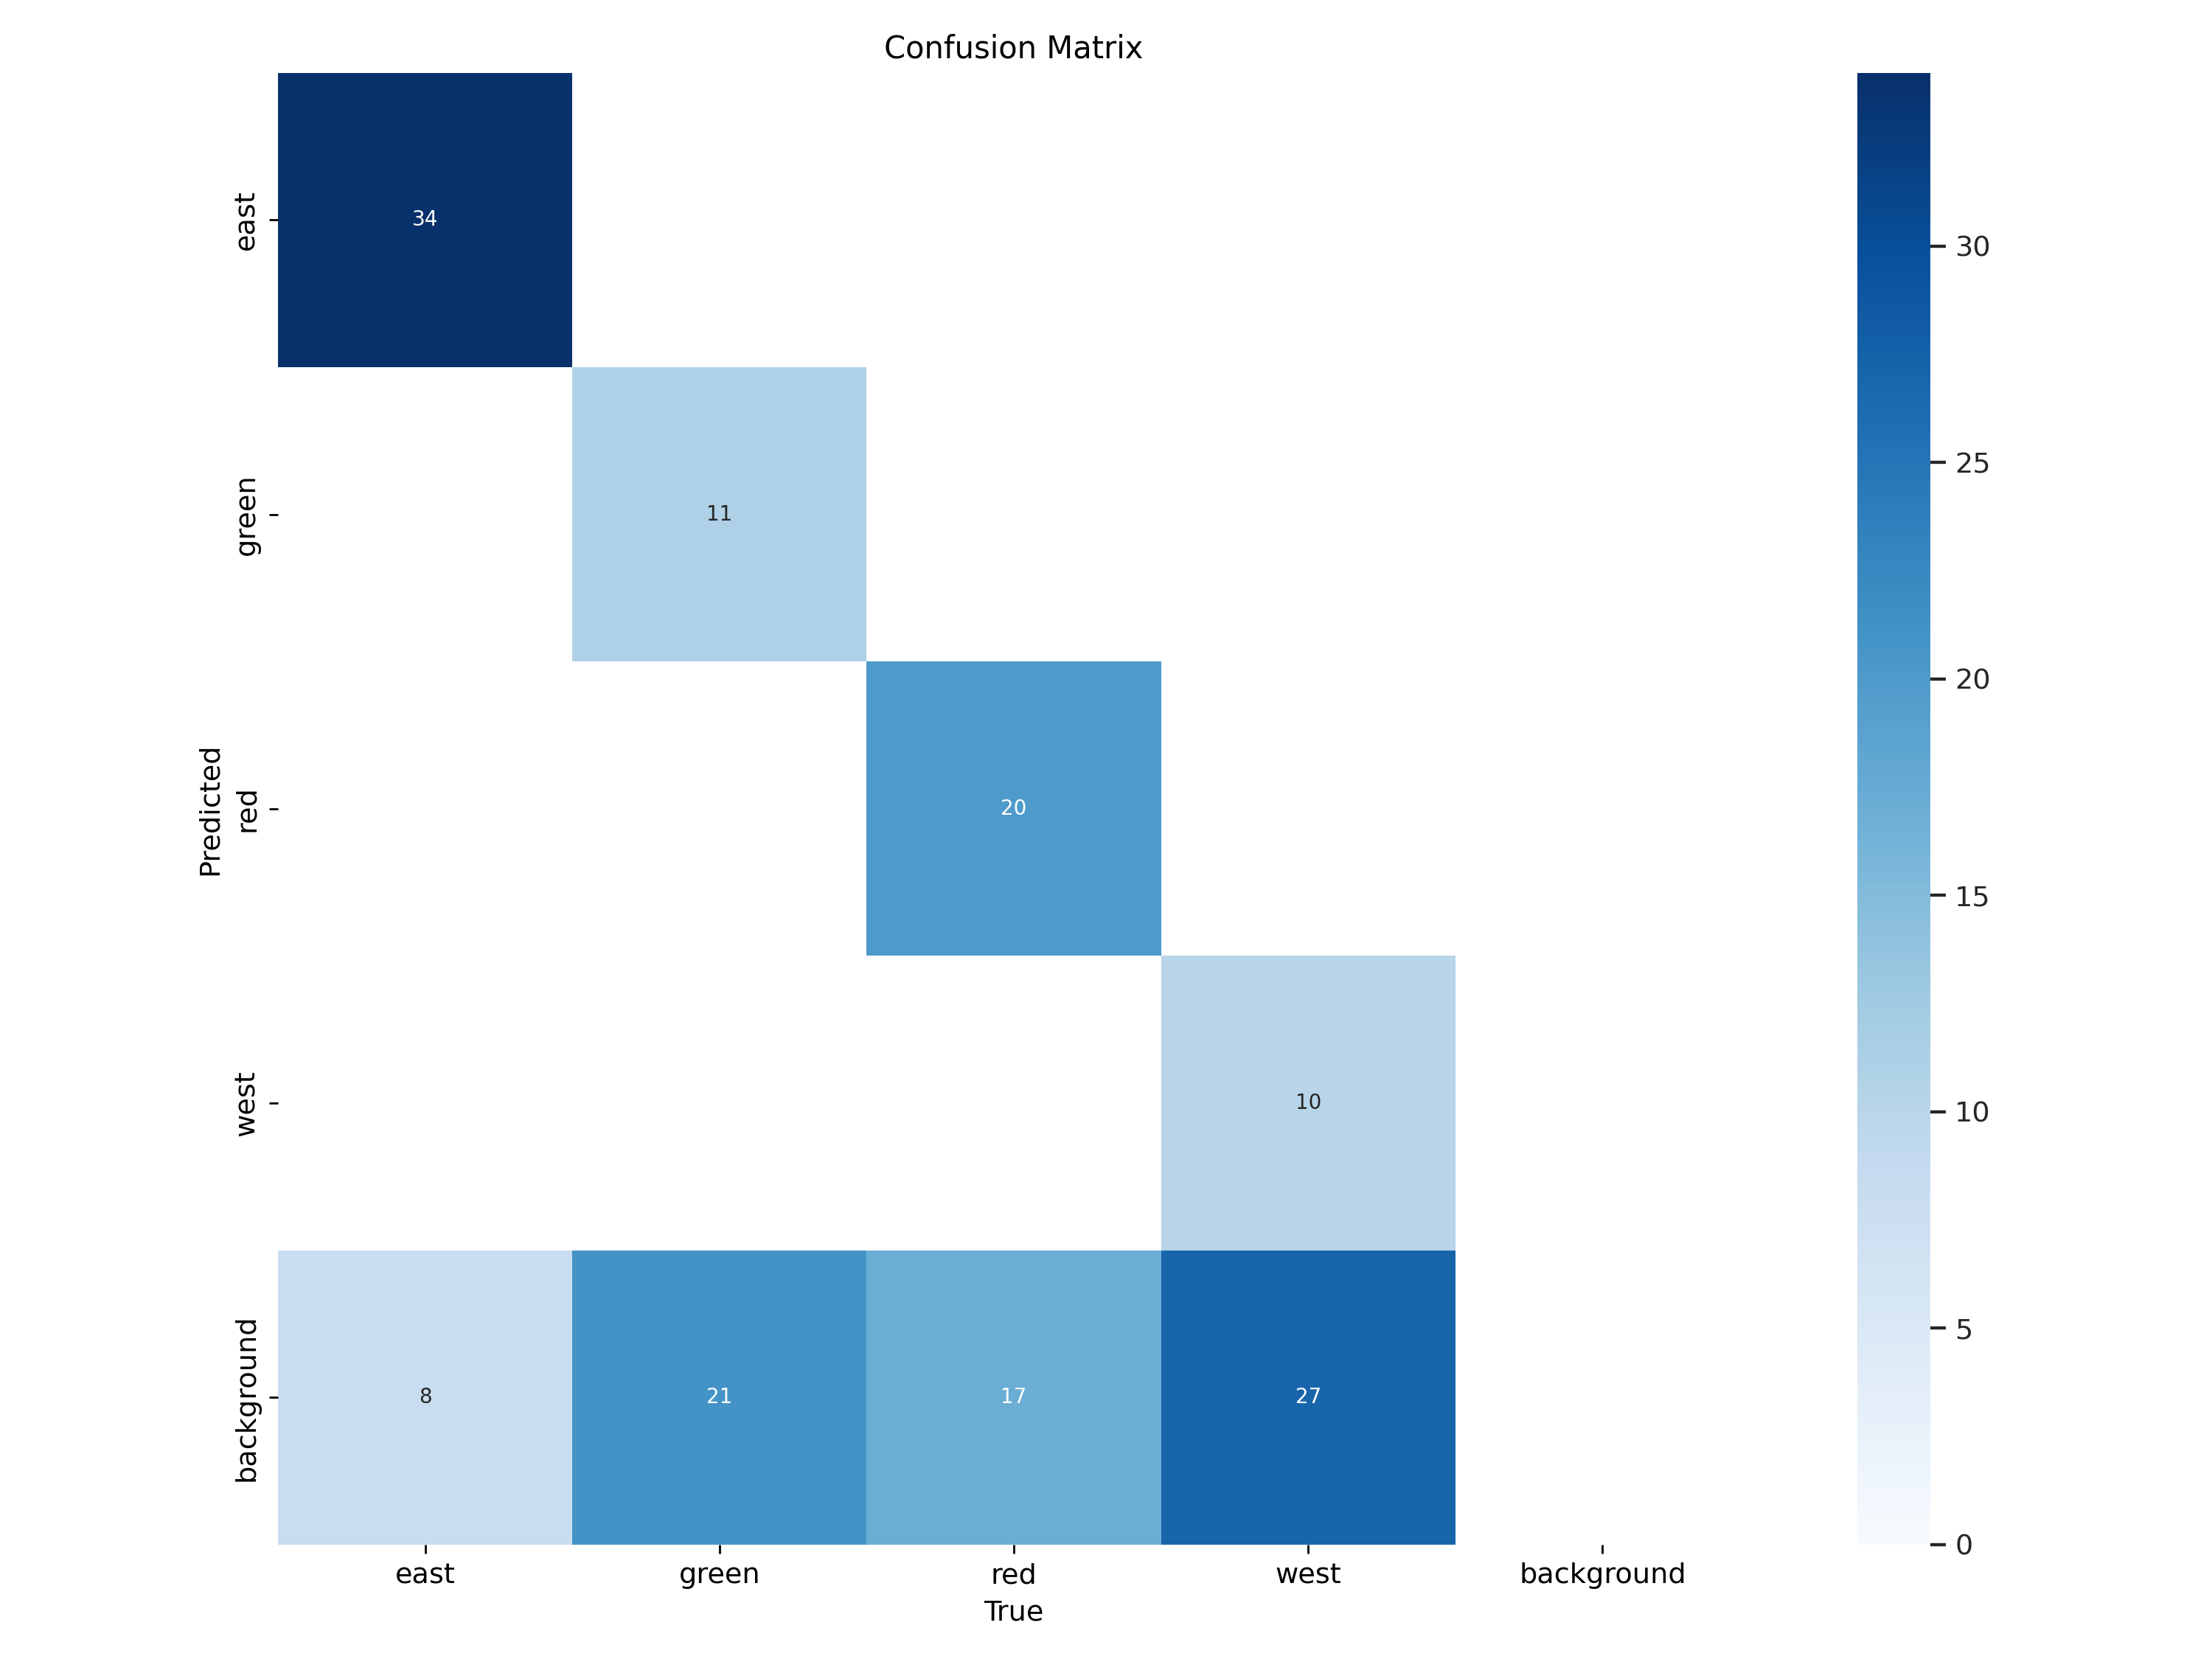 Confusion Matrix
Predicted
east
34
green
11
red
20
west
10
background
8 21 17 27
east green red west background
True
30
25
20
15
10
5
0